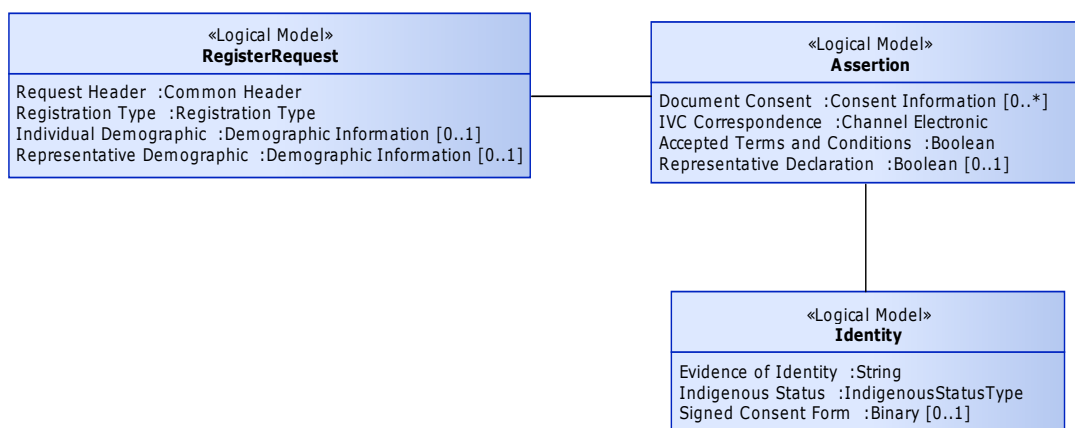 «Logical Model»
RegisterRequest
Request Header :Common Header
Registration Type :Registration Type
Individual Demographic :Demographic Information [0..1]
Representative Demographic :Demographic Information [0..1]
«Logical Model»
Assertion
Document Consent :Consent Information [0..*]
IVC Correspondence :Channel Electronic
Accepted Terms and Conditions :Boolean
Representative Declaration :Boolean [0..1]
«Logical Model»
Identity
Evidence of Identity :String
Indigenous Status :IndigenousStatusType
Signed Consent Form :Binary [0..1]